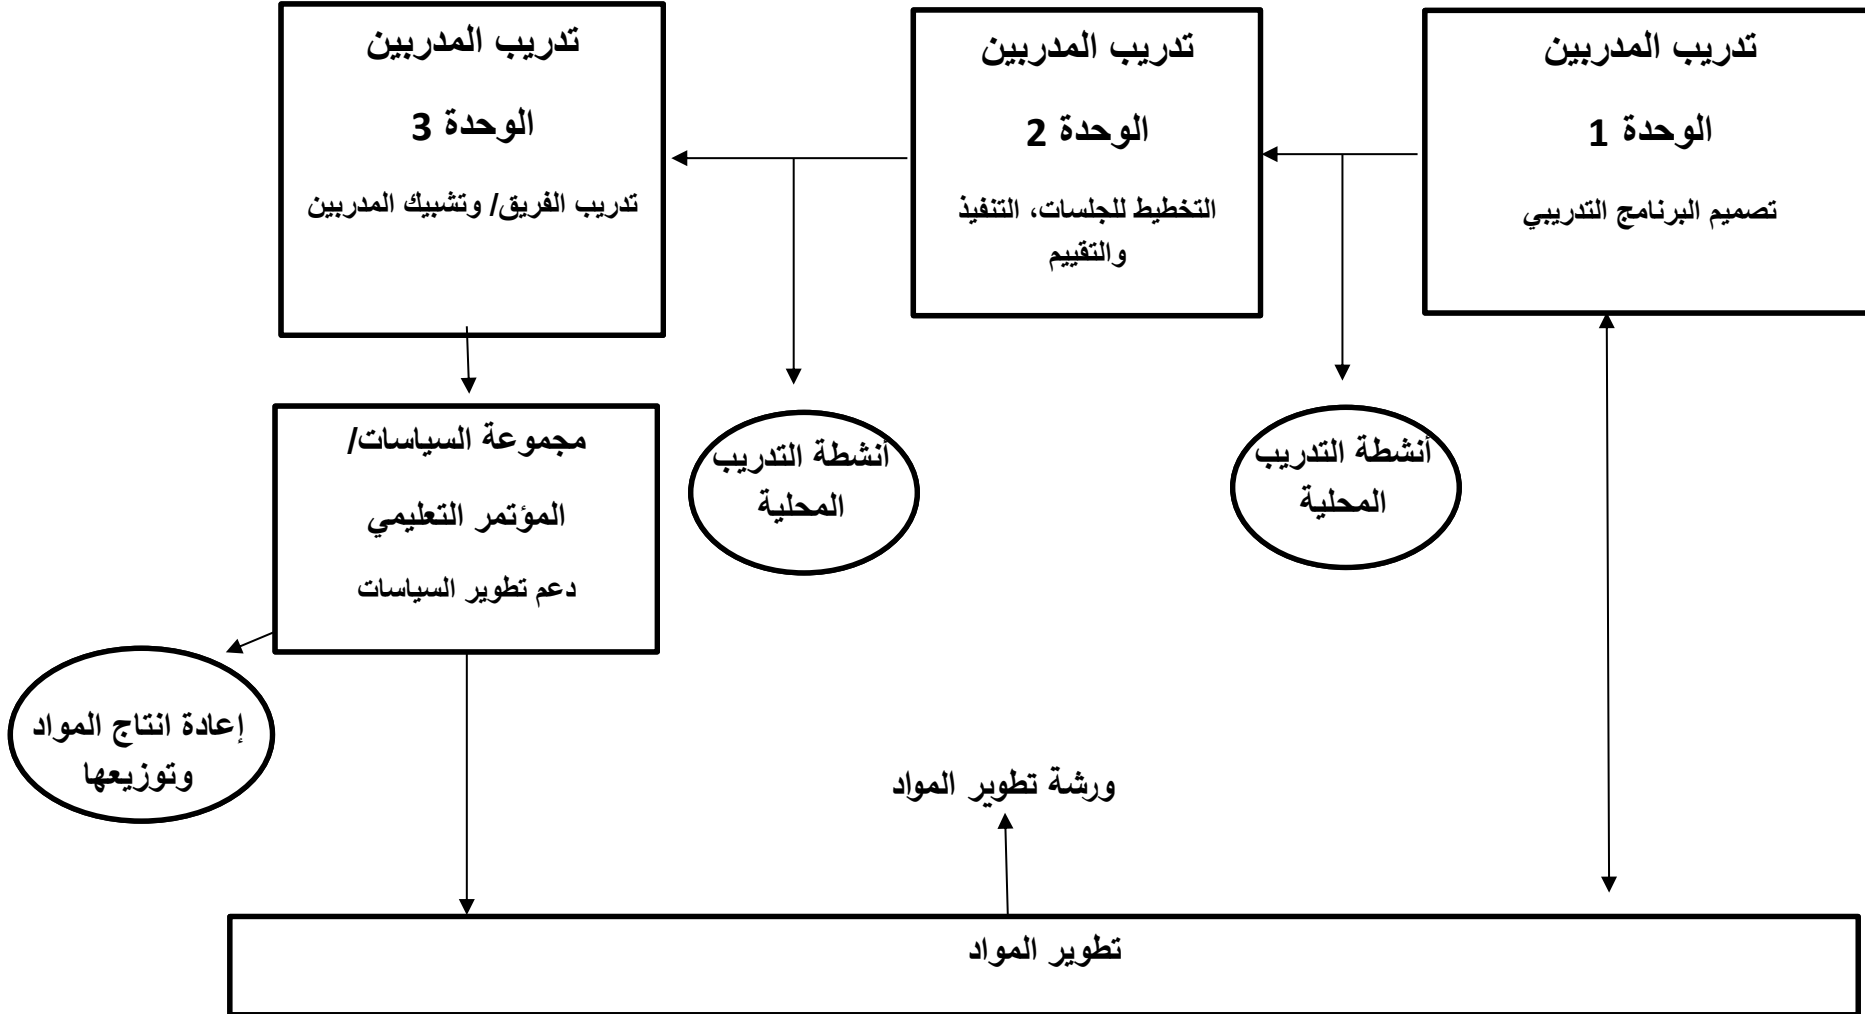 تدريب المدربين
الوحدة 1
تصميم البرنامج التدريبي
تدريب المدربين
الوحدة 2
التخطيط للجلسات، التنفيذ
والتقييم
تدريب المدربين
الوحدة 3
تدريب الفريق/ وتشبيك المدربين
أنشطة التدريب
المحلية
أنشطة التدريب
المحلية
مجموعة السياسات/
المؤتمر التعليمي
دعم تطوير السياسات
إعادة انتاج المواد
وتوزيعها
ورشة تطوير المواد
تطوير المواد